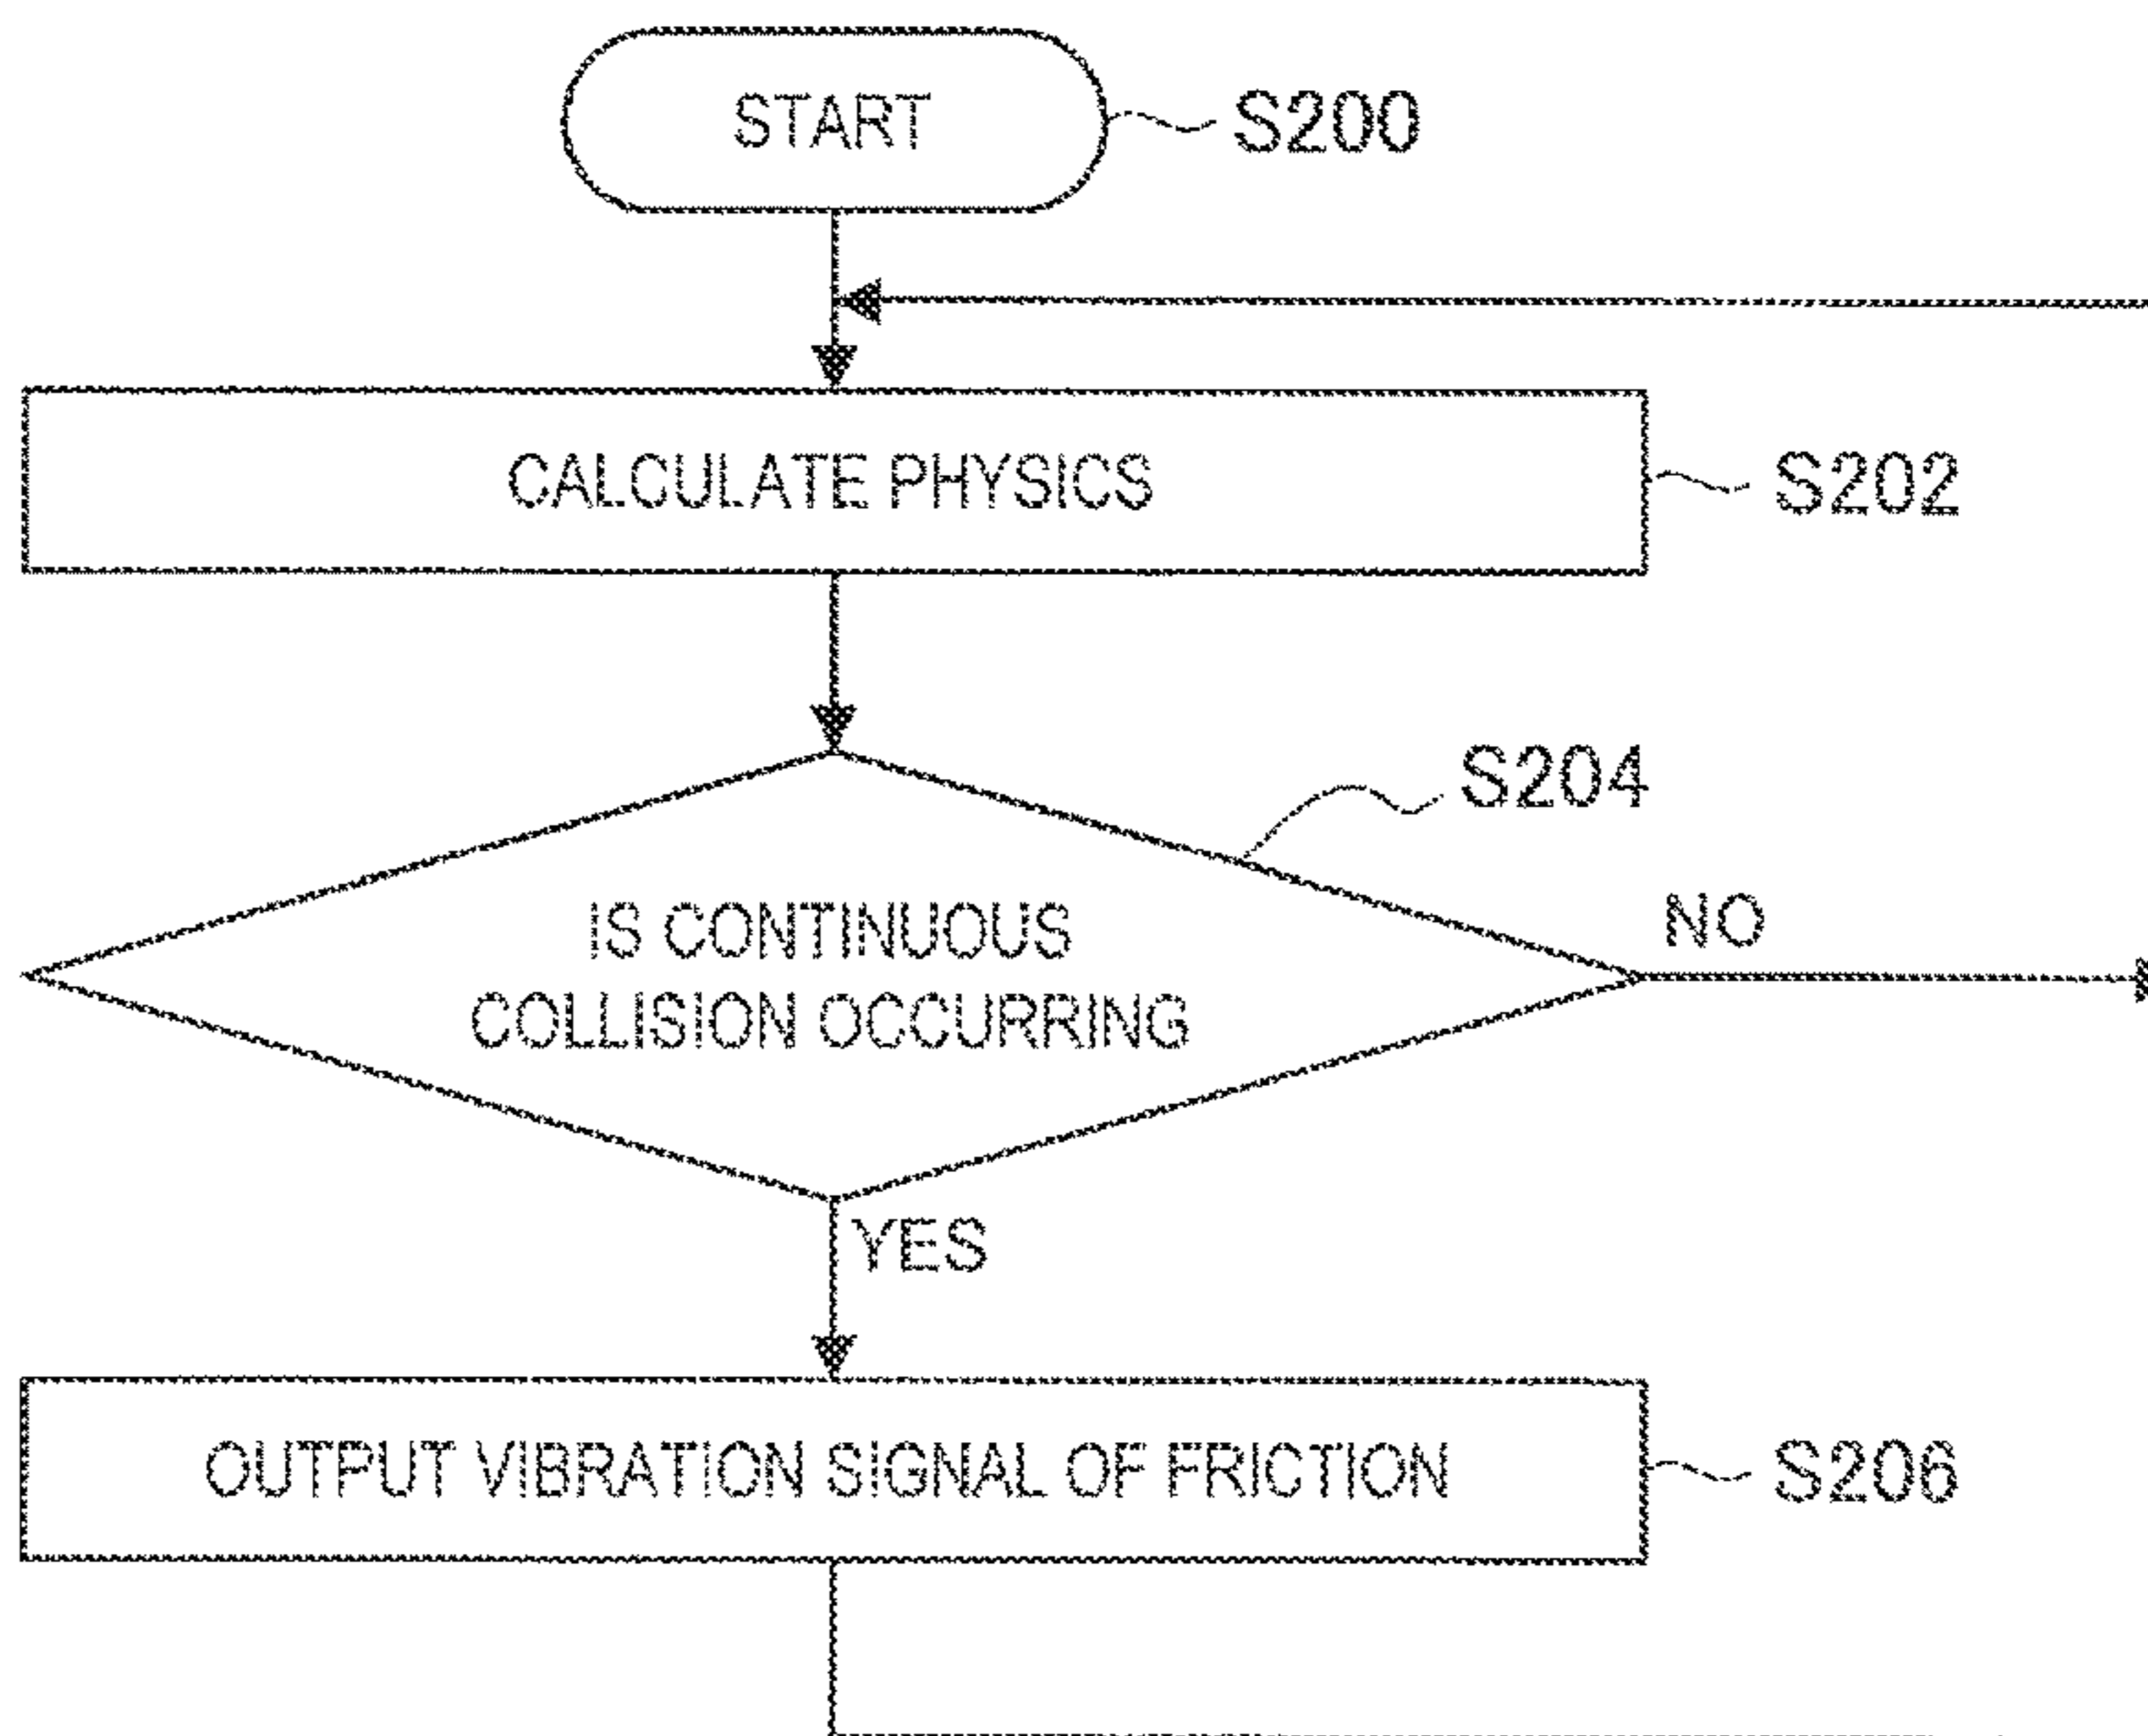 START
S200
CALCULATE PHYSICS
S202
S204
IS CONTINUOUS
COLLISION OCCURRING
NO
YES
OUTPUT VIBRATION SIGNAL OF FRICTION
S206